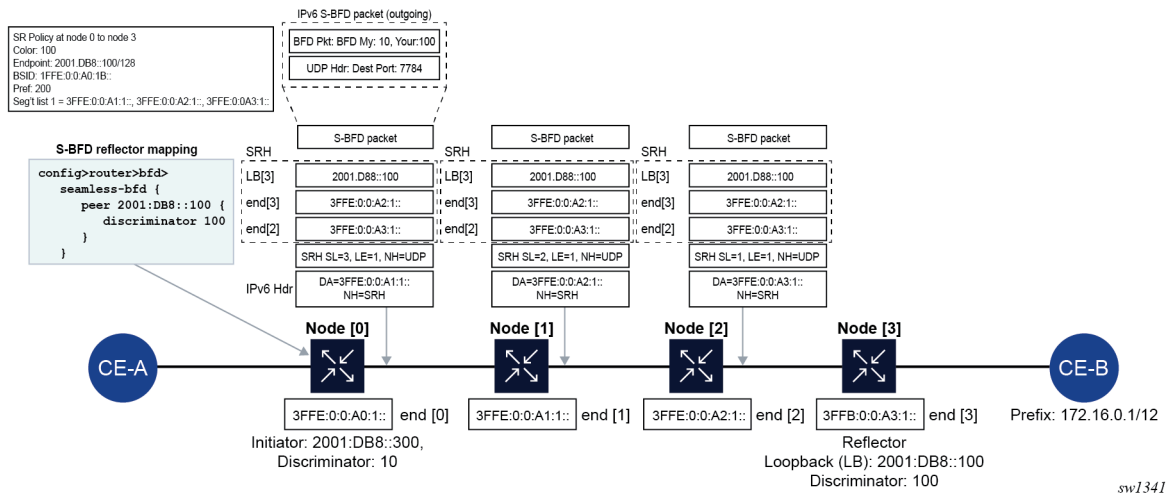 IPv6 S-BFD packet (outgoing)
BFD Pkt: BFD My: 10, Your:100
UDP Hdr: Dest Port: 7784
SR Policy at node 0 to node 3
Color: 100
Endpoint: 2001.DB8::100/128
BSID: 1FFE:0:0:A0:1B::
Pref: 200
Seg't list 1 = 3FFE:0:0:A1:1::, 3FFE:0:0:A2:1::, 3FFE:0:0A3:1::
S-BFD reflector mapping
config>router>bfd>
seamless-bfd {
peer 2001:DB8::100 {
discriminator 100
}
}
S-BFD packet
SRH
LB[3]
2001.D88::100
end[3]
3FFE:0:0:A2:1::
end[2]
3FFE:0:0:A3:1::
SRH SL=3, LE=1, NH=UDP
IPv6 Hdr
DA=3FFE:0:0:A1:1::
NH=SRH
S-BFD packet
SRH
LB[3]
2001.D88::100
end[3]
3FFE:0:0:A2:1::
end[2]
3FFE:0:0:A3:1::
SRH SL=2, LE=1, NH=UDP
DA=3FFE:0:0:A2:1::
NH=SRH
S-BFD packet
SRH
LB[3]
2001.D88::100
end[3]
3FFE:0:0:A2:1::
end[2]
3FFE:0:0:A3:1::
SRH SL=1, LE=1, NH=UDP
DA=3FFE:0:0:A3:1::
NH=SRH
CE-A
Node [0]
3FFE:0:0:A0:1:: end [0]
Initiator: 2001:DB8::300,
Discriminator: 10
Node [1]
3FFE:0:0:A1:1:: end [1]
Node [2]
3FFE:0:0:A2:1:: end [2]
Node [3]
3FFB:0:0:A3:1:: end [3]
Reflector
Loopback (LB): 2001:DB8::100
Discriminator: 100
CE-B
Prefix: 172.16.0.1/12
sw1341